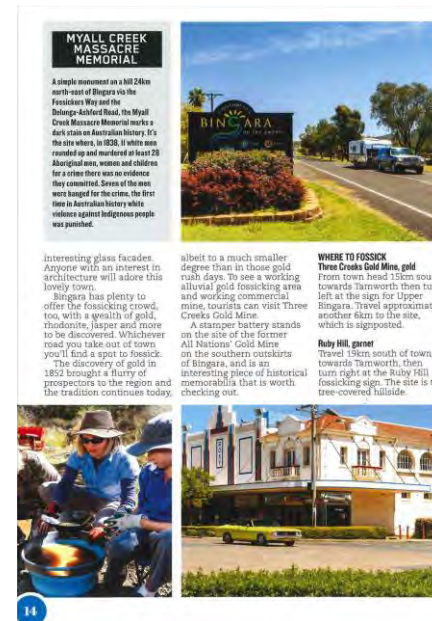 MYALL CREEK
MASSACRE
MEMORIAL
A simple monument on a hill 24km
north-east of Bingara via the
Fossickers Way and the
Delunga-Ashford Road, the Myall
Creek Massacre Memorial marks a
dark stain on Australian history. It's
the site where, in 1838, 11 white men
rounded up and murdered at least 28
Aboriginal men, women and children
for a crime there was no evidence
they committed. Seven of the men
were hanged for the crime, the first
time in Australian history white
violence against Indigenous people
was punished.
BINGARA
interesting glass facades.
Anyone with an interest in
architecture will adore this
lovely town.
Bingara has plenty to
offer the fossicking crowd,
too, with a wealth of gold,
rhodonite, jasper and more
to be discovered. Whichever
road you take out of town
you'll find a spot to fossick.
The discovery of gold in
1852 brought a flurry of
prospectors to the region and
the tradition continues today,
albeit to a much smaller
degree than in those gold
rush days. To see a working
alluvial gold fossicking area
and working commercial
mine, tourists can visit Three
Creeks Gold Mine.
A stamper battery stands
on the site of the former
All Nations' Gold Mine
on the southern outskirts
of Bingara, and is an
interesting piece of historical
memorabilia that is worth
checking out.
WHERE TO FOSSICK
Three Creeks Gold Mine, gold
From town head 15km sou
towards Tamworth then tu
left at the sign for Upper
Bingara. Travel approximat
another 6km to the site,
which is signposted.
Ruby Hill, garnet
Travel 19km south of town
towards Tamworth, then
turn right at the Ruby Hill
fossicking sign. The site is t
tree-covered hillside.
ROXY
14